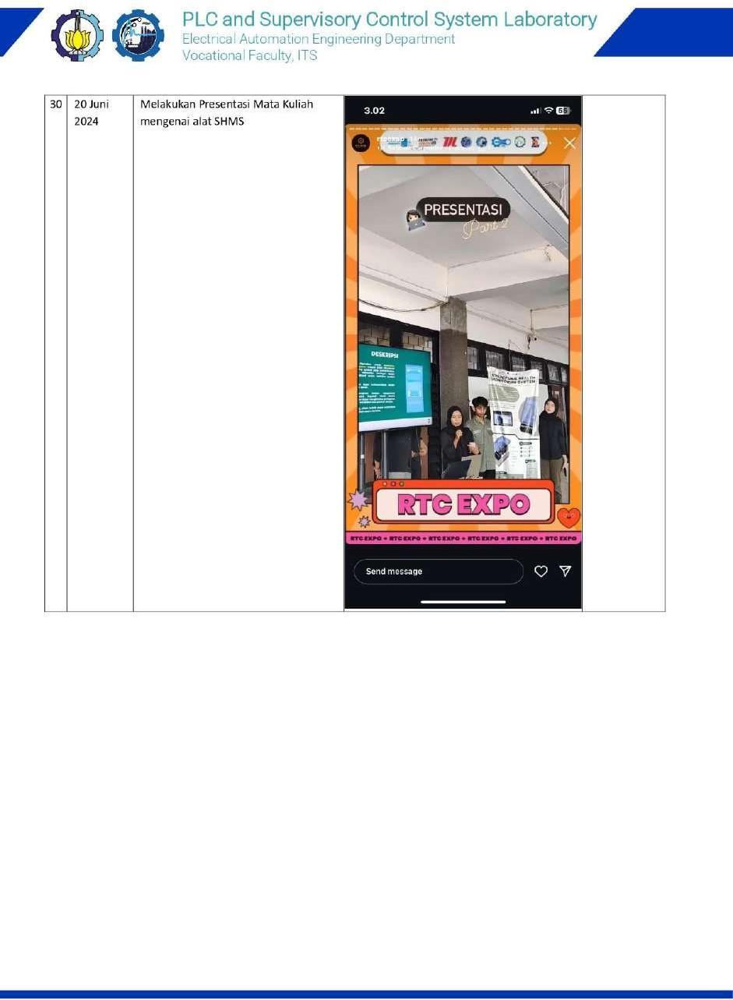 PLC and Supervisory Control System Laboratory
Electrical Automation Engineering Department
Vocational Faculty, ITS
30
20 Juni
2024
Melakukan Presentasi Mata Kuliah
mengenai alat SHMS
3.02
55
PRESENTASI
Part 2
DESKRIPSI
STRUCTURAL HEALTH
MONITORING SYSTEM
RTC EXPO
RTC EXPO RTC EXPO RTC EXPO RTC EXPO RTC EXPO RTC EXPO
Send message